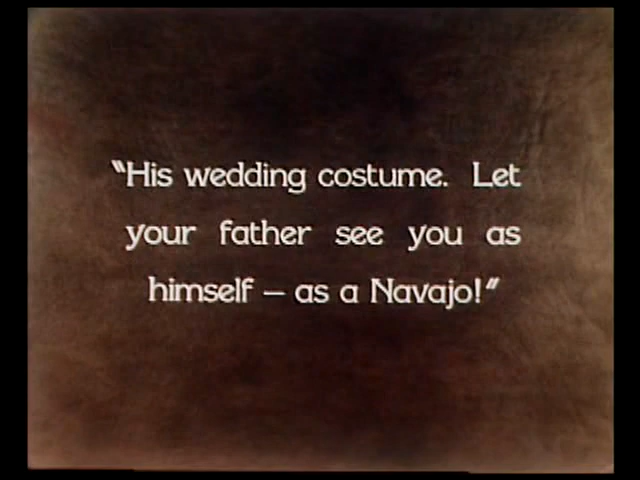 "His wedding costume. Let
your father see you as
himself — as a Navajo!"